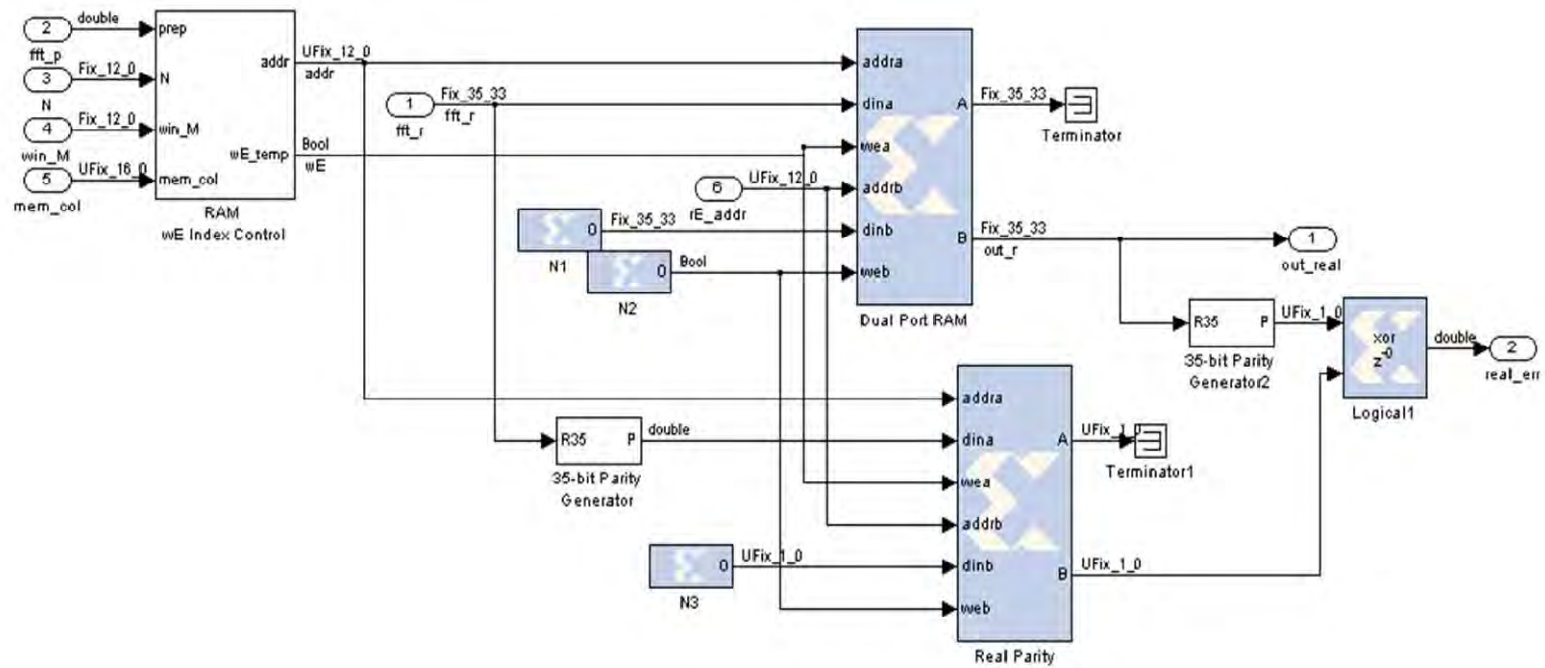 2
double
fft_p
prep
3
Fix_12_0
N
N
4
Fix_12_0
win_M
win_M
5
UFix_16_0
mem_col
mem_col
addr
UFix_12_0
addr
wE_temp
Bool
wE
RAM
wE Index Control
1
Fix_35_33
fft_r
fft_r
6
UFix_12_0
rE_addr
0
Fix_35_33
N1
0
Bool
N2
addra
dina
wea
addrb
dinb
web
A
B
Dual Port RAM
Fix_35_33
Terminator
Fix_35_33
out_r
1
out_real
R35
P
35-bit Parity
Generator2
UFix_1_0
xor
z-0
Logical1
double
2
real_err
R35
P
35-bit Parity
Generator
double
0
UFix_1_0
N3
addra
dina
wea
addrb
dinb
web
A
B
Real Parity
UFix_1_0
Terminator1
UFix_1_0